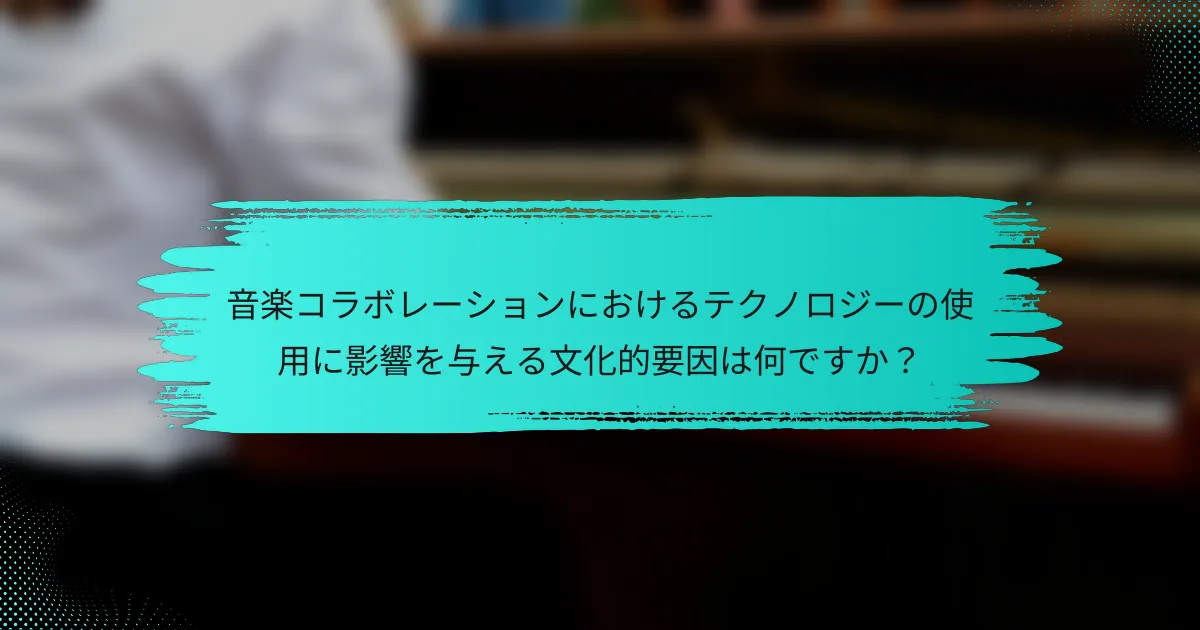 音楽コラボレーションにおけるテクノロジーの使
用に影響を与える文化的要因は何ですか？